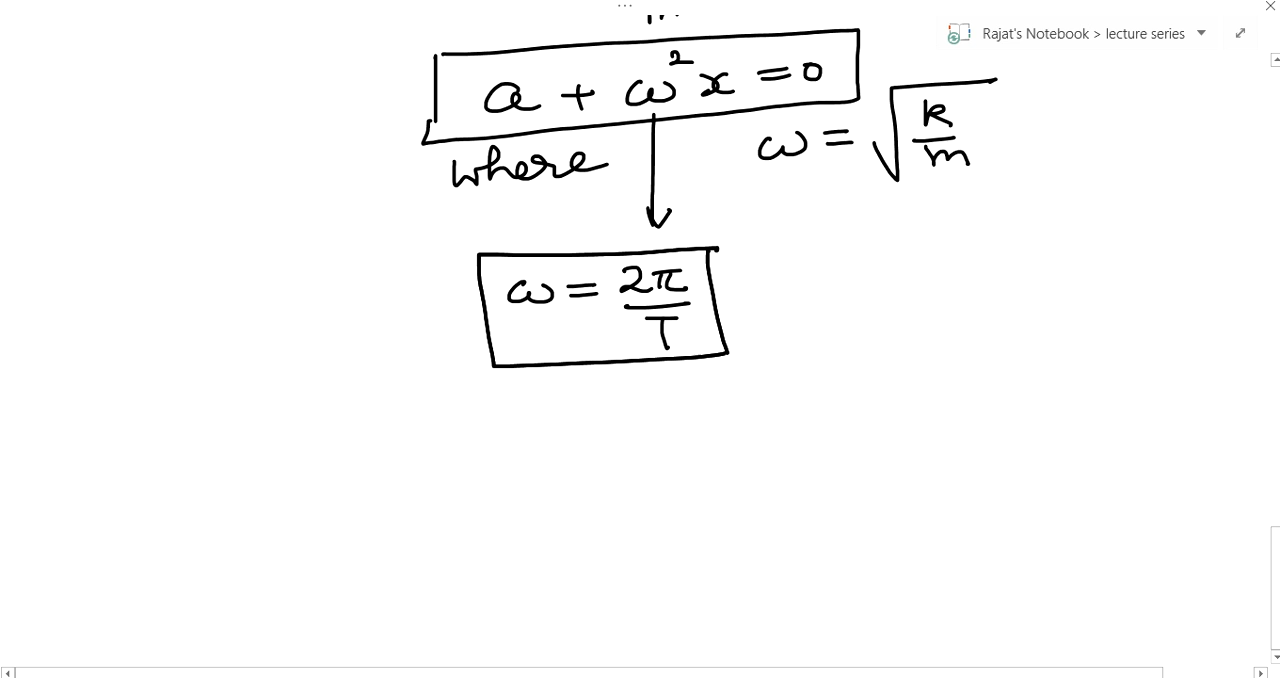 Rajat's Notebook > lecture series
a + ω²x = 0
where ω = √(k/m)
ω = 2π/T